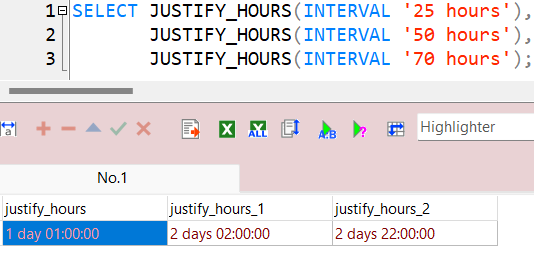 1 SELECT JUSTIFY_HOURS(INTERVAL '25 hours'),
2 JUSTIFY_HOURS(INTERVAL '50 hours'),
3 JUSTIFY_HOURS(INTERVAL '70 hours');
a X ALL A.B ? Highlighter
No.1
justify_hours justify_hours_1 justify_hours_2
1 day 01:00:00 2 days 02:00:00 2 days 22:00:00